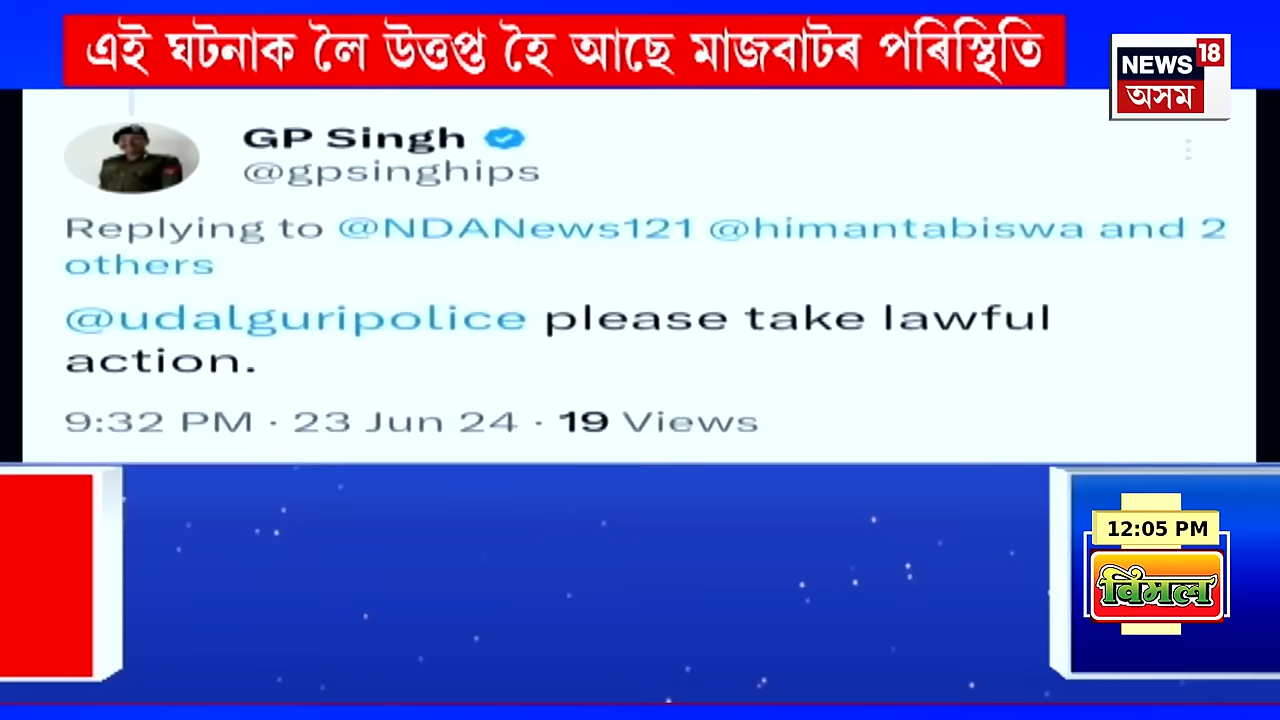 এই ঘটনাক লৈ উত্তপ্ত হৈ আছে মাজবাটৰ পৰিস্থিতি
NEWS 18
অসম
GP Singh
@gpsinghips
Replying to @NDANews121 @himantabiswa and 2
others
@udalguripolice please take lawful
action.
9:32 PM · 23 Jun 24 · 19 Views
12:05 PM
विमल